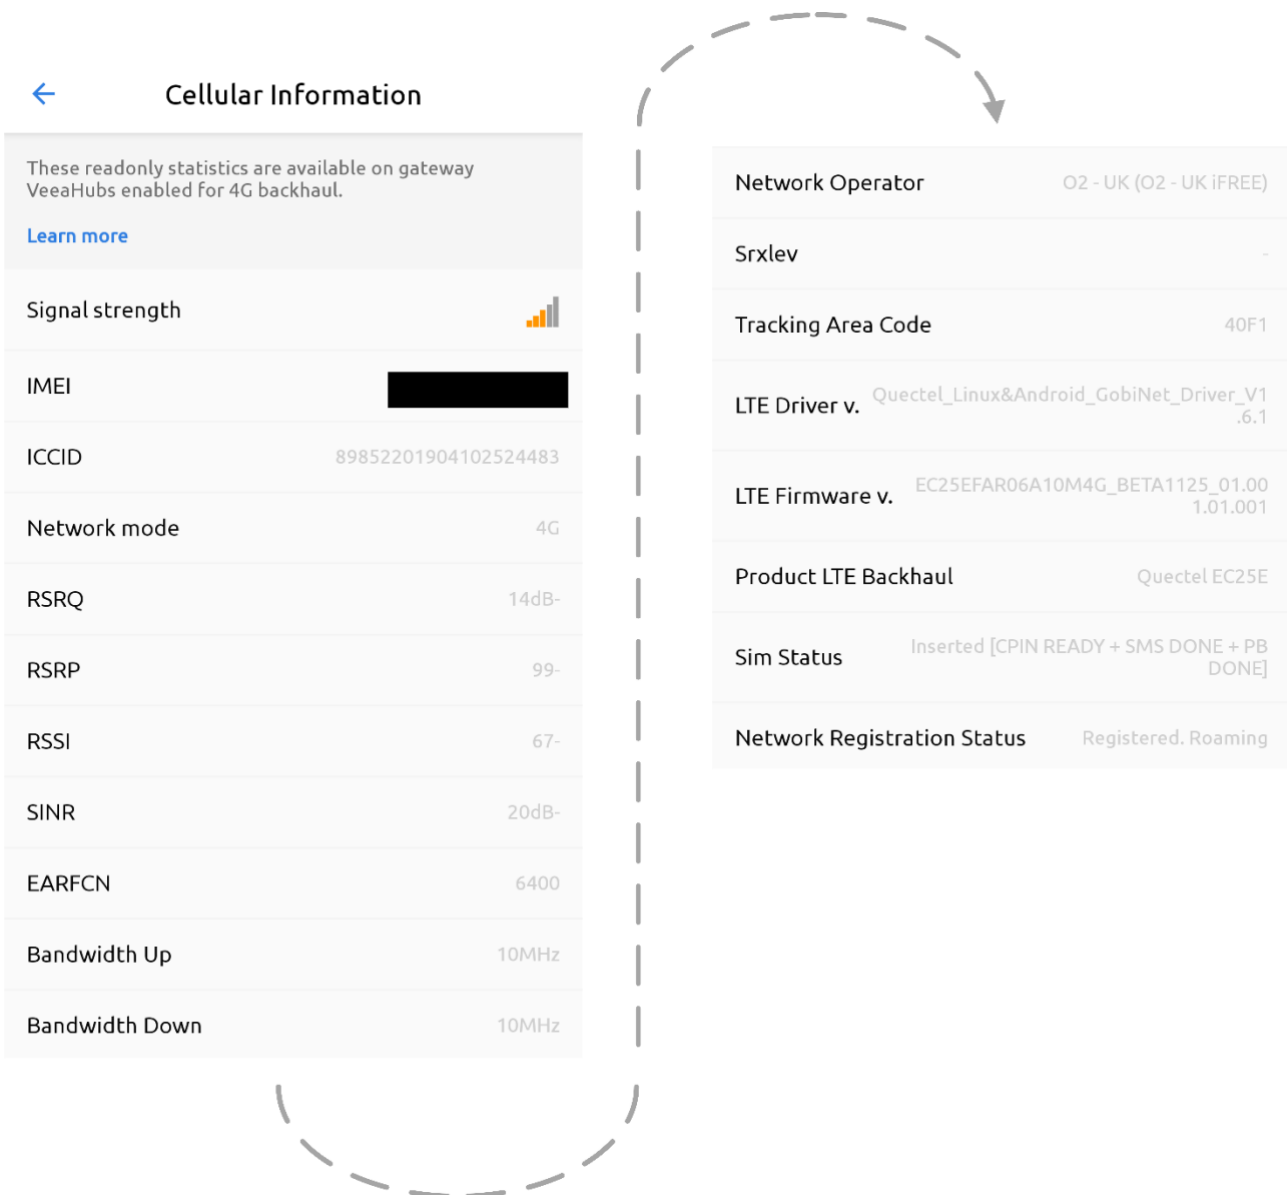 Cellular Information
These readonly statistics are available on gateway
VeeaHubs enabled for 4G backhaul.
Learn more
Signal strength
IMEI
ICCID 89852201904102524483
Network mode 4G
RSRQ 14dB-
RSRP 99-
RSSI 67-
SINR 20dB-
EARFCN 6400
Bandwidth Up 10MHz
Bandwidth Down 10MHz
Network Operator O2 - UK (O2 - UK iFREE)
Srxlev -
Tracking Area Code 40F1
LTE Driver v. Quectel_Linux&Android_GobiNet_Driver_V1
.6.1
LTE Firmware v. EC25EFAR06A10M4G_BETA1125_01.00
1.01.001
Product LTE Backhaul Quectel EC25E
Sim Status Inserted [CPIN READY + SMS DONE + PB
DONE]
Network Registration Status Registered. Roaming